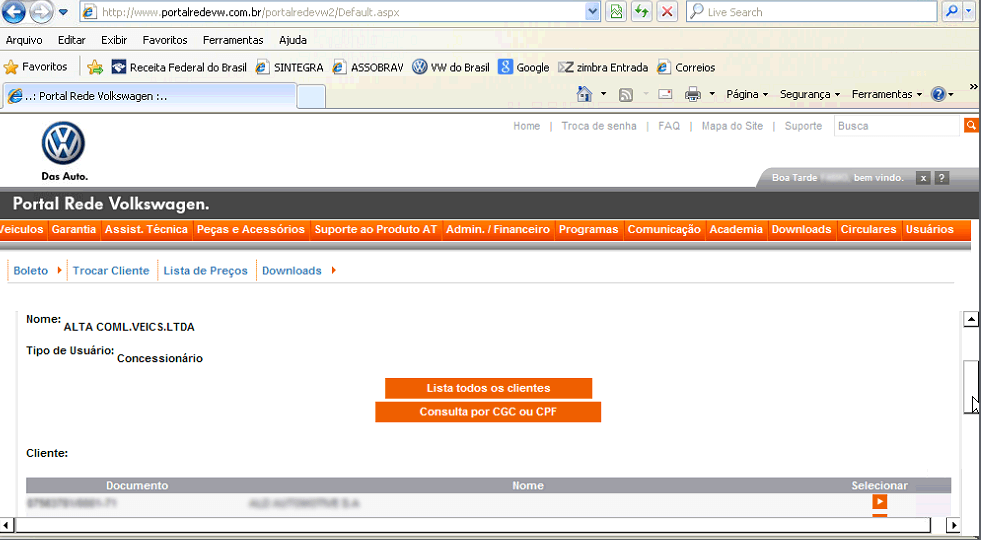 http://www.portalredevw.com.br/portalredevw2/Default.aspx Live Search
Arquivo Editar Exibir Favoritos Ferramentas Ajuda
Favoritos Receita Federal do Brasil SINTEGRA ASSOBRAV VW do Brasil Google zimbra Entrada Correios
..: Portal Rede Volkswagen :.. Página Segurança Ferramentas
Home | Troca de senha | FAQ | Mapa do Site | Suporte Busca
Das Auto.
Boa Tarde bem vindo. x ?
Portal Rede Volkswagen.
Veiculos Garantia Assist. Técnica Peças e Acessórios Suporte ao Produto AT Admin. / Financeiro Programas Comunicação Academia Downloads Circulares Usuários
Boleto Trocar Cliente Lista de Preços Downloads
Nome: ALTA COML.VEICS.LTDA
Tipo de Usuário: Concessionário
Lista todos os clientes
Consulta por CGC ou CPF
Cliente:
Documento Nome Selecionar